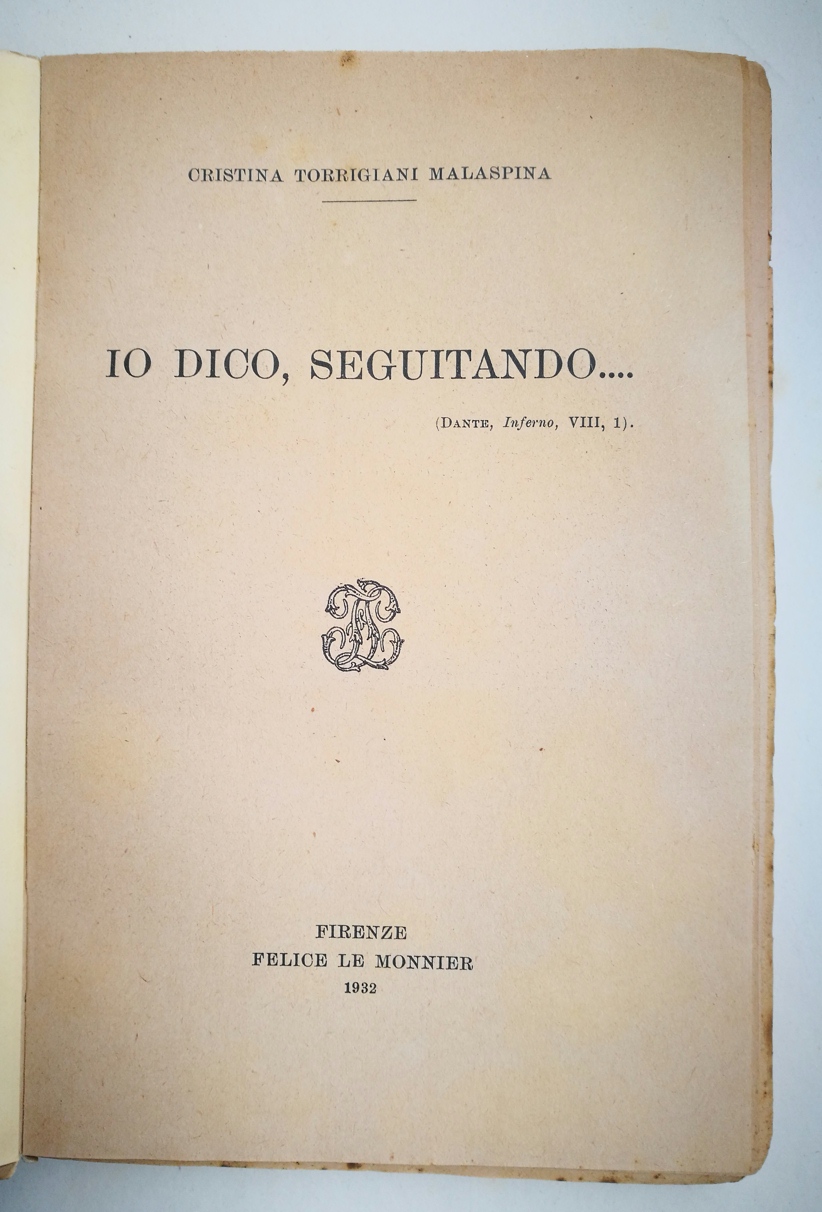 CRISTINA TORRIGIANI MALASPINA
IO DICO, SEGUITANDO....
(DANTE, Inferno, VIII, 1).
FIRENZE
FELICE LE MONNIER
1932